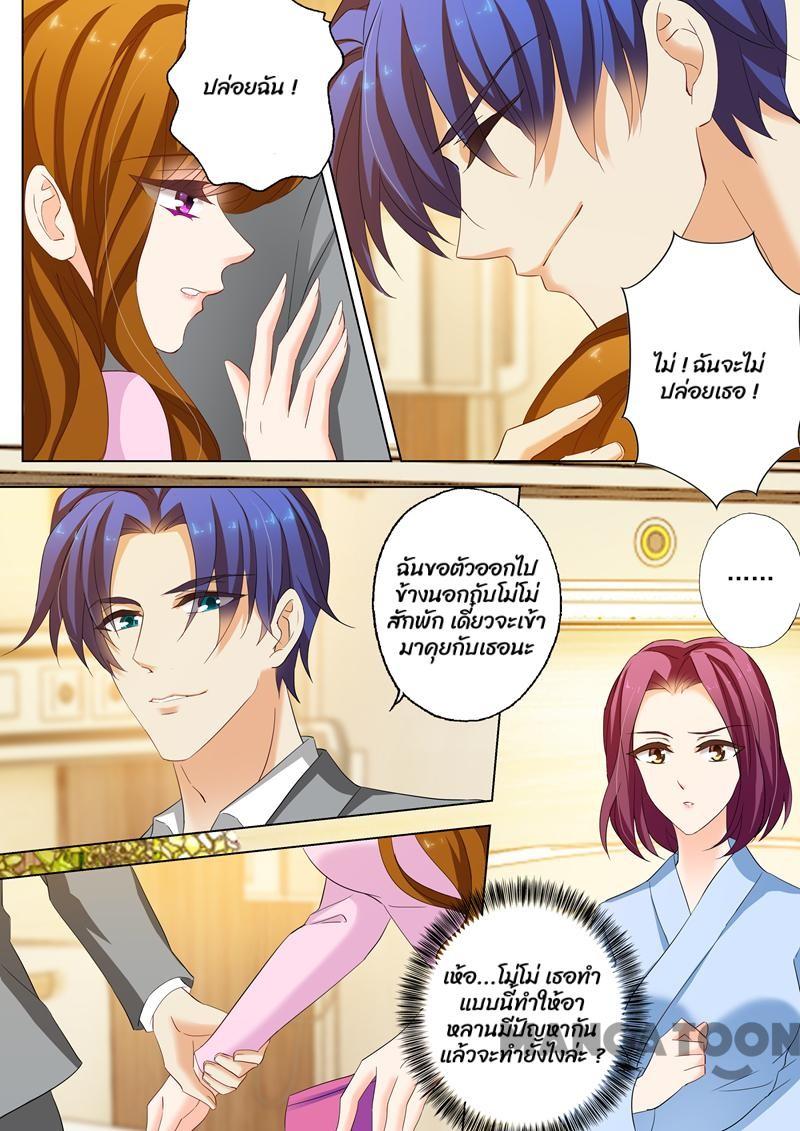 ปล่อยฉัน !
ไม่ ! ฉันจะไม่
ปล่อยเธอ !
ฉันขอตัวออกไป
ข้างนอกกับโม่โม่
สักพัก เดี๋ยวจะเข้า
มาคุยกับเธอนะ
......
เห้อ...โม่โม่ เธอทำ
แบบนี้ทำให้อา
หลานมีปัญหากัน
แล้วจะทำยังไงล่ะ ?
MANGA TOON